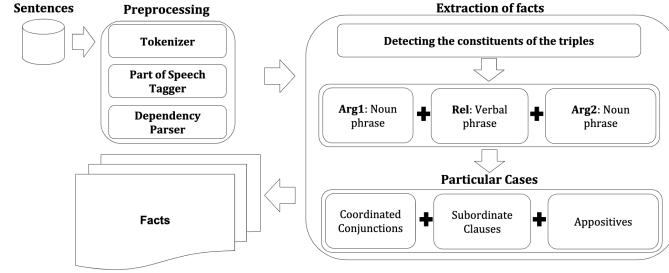 Sentences
Preprocessing
Tokenizer
Part of Speech
Tagger
Dependency
Parser
Extraction of facts
Detecting the constituents of the triples
Arg1: Noun
phrase
Rel: Verbal
phrase
Arg2: Noun
phrase
Particular Cases
Coordinated
Conjunctions
Subordinate
Clauses
Appositives
Facts